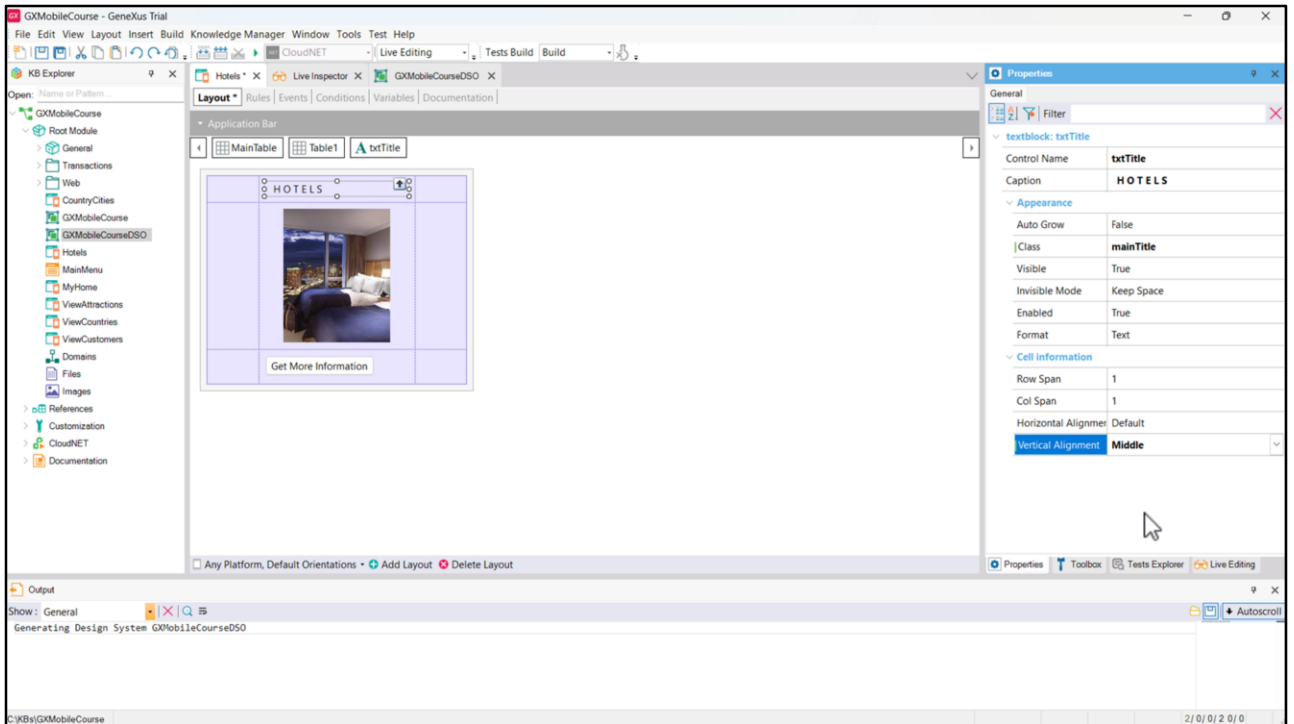 GX GXMobileCourse - GeneXus Trial
File Edit View Layout Insert Build Knowledge Manager Window Tools Test Help
CloudNET Live Editing Tests Build Build
KB Explorer
Open: Name or Pattern...
GXMobileCourse
Root Module
General
Transactions
Web
CountryCities
GXMobileCourse
GXMobileCourseDSO
Hotels
MainMenu
MyHome
ViewAttractions
ViewCountries
ViewCustomers
Domains
Files
Images
References
Customization
CloudNET
Documentation
Hotels * X Live Inspector X GXMobileCourseDSO X
Layout * Rules Events Conditions Variables Documentation
Application Bar
MainTable Table1 A txtTitle
HOTELS
Get More Information
Any Platform, Default Orientations Add Layout Delete Layout
Properties
General
Filter
textblock: txtTitle
Control Name txtTitle
Caption HOTELS
Appearance
Auto Grow False
Class mainTitle
Visible True
Invisible Mode Keep Space
Enabled True
Format Text
Cell information
Row Span 1
Col Span 1
Horizontal Alignmer Default
Vertical Alignment Middle
Properties Toolbox Tests Explorer Live Editing
Output
Show: General
Autoscroll
Generating Design System GXMobileCourseDSO
C:\KBs\GXMobileCourse
2/0/0/2 0/0